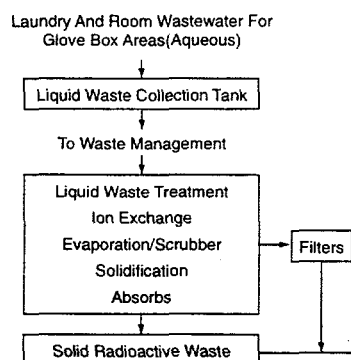 Laundry And Room Wastewater For
Glove Box Areas(Aqueous)
Liquid Waste Collection Tank
To Waste Management
Liquid Waste Treatment
Ion Exchange
Evaporation/Scrubber
Solidification
Absorbs
Filters
Solid Radioactive Waste